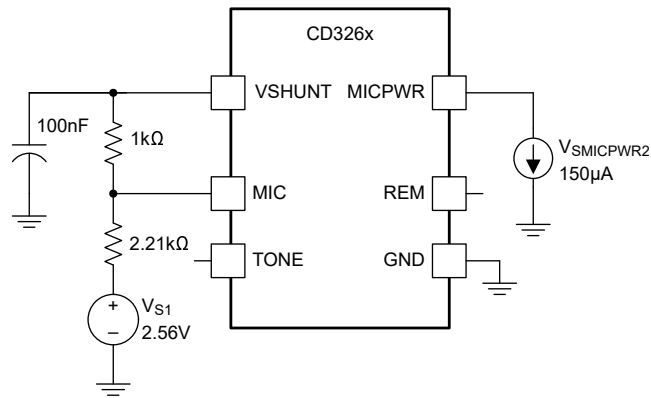 CD326x
VSHUNT MICPWR
100nF
1kΩ
VSMICPWR2
150µA
MIC REM
2.21kΩ
TONE GND
+
VS1
–
2.56V